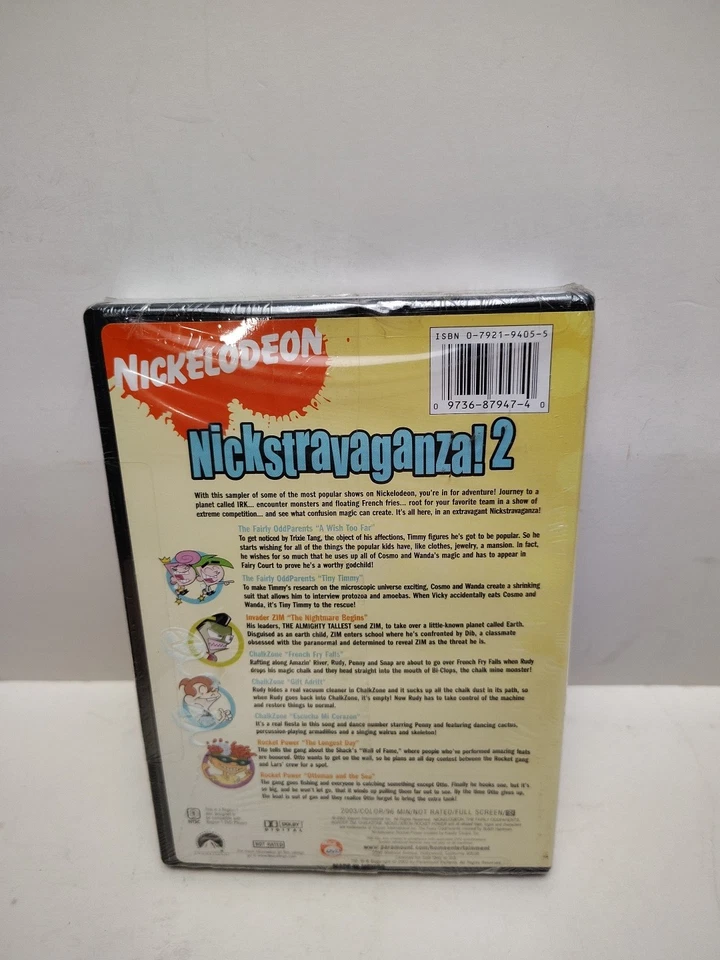 NICKELODEON
ISBN 0-7921-9405-5
0 9736-87947-4 0
Nickstravaganza! 2
With this sampler of some of the most popular shows on Nickelodeon, you're in for adventure! Journey to a
planet called IRK... encounter monsters and floating French fries... root for your favorite team in a show of
extreme competition... and see what confusion magic can create. It's all here, in an extravagant Nickstravaganza!
The Fairly OddParents "A Wish Too Far"
To get noticed by Trixie Tang, the object of his affections, Timmy figures he's got to be popular. So he
starts wishing for all of the things the popular kids have, like clothes, jewelry, a mansion. In fact,
he wishes for so much that he uses up all of Cosmo and Wanda's magic and has to appear in
Fairy Court to prove he's a worthy godchild!
The Fairly OddParents "Tiny Timmy"
To make Timmy's research on the microscopic universe exciting, Cosmo and Wanda create a shrinking
suit that allows him to interview protozoa and amoebas. When Vicky accidentally eats Cosmo and
Wanda, it's Tiny Timmy to the rescue!
Invader ZIM "The Nightmare Begins"
His leaders, THE ALMIGHTY TALLEST send ZIM, to take over a little-known planet called Earth.
Disguised as an earth child, ZIM enters school where he's confronted by Dib, a classmate
obsessed with the paranormal and determined to reveal ZIM as the threat he is.
ChalkZone "French Fry Falls"
Rafting along Amazin' River, Rudy, Penny and Snap are about to go over French Fry Falls when Rudy
drops his magic chalk and they head straight into the mouth of Bi-Clops, the chalk mine monster!
ChalkZone "Gift Adrift"
Rudy hides a real vacuum cleaner in ChalkZone and it sucks up all the chalk dust in its path, so
when Rudy goes back into ChalkZone, it's empty! Now Rudy has to take control of the machine
and restore things to normal.
ChalkZone "Escucha Mi Corazon"
It's a real fiesta in this song and dance number starring Penny and featuring dancing cactus,
percussion-playing armadillos and a singing walrus and skeleton!
Rocket Power "The Longest Day"
Tito tells the gang about the Shack's "Wall of Fame," where people who've performed amazing feats
are honored. Otto wants to get on the wall, so he plans an all day contest between the Rocket gang
and Lars' crew for a spot.
Rocket Power "Ottoman and the Sea"
The gang goes fishing and everyone is catching something except Otto. Finally he hooks one, but it's
so big, and he won't let go, that it winds up pulling them far out to sea. By the time Otto gives up,
the boat is out of gas and they realize Otto forgot to bring the extra tank!
2003/COLOR/96 MIN/NOT RATED/FULL SCREEN/
DOLBY
DIGITAL
NOT RATED
www.paramount.com/homeentertainment